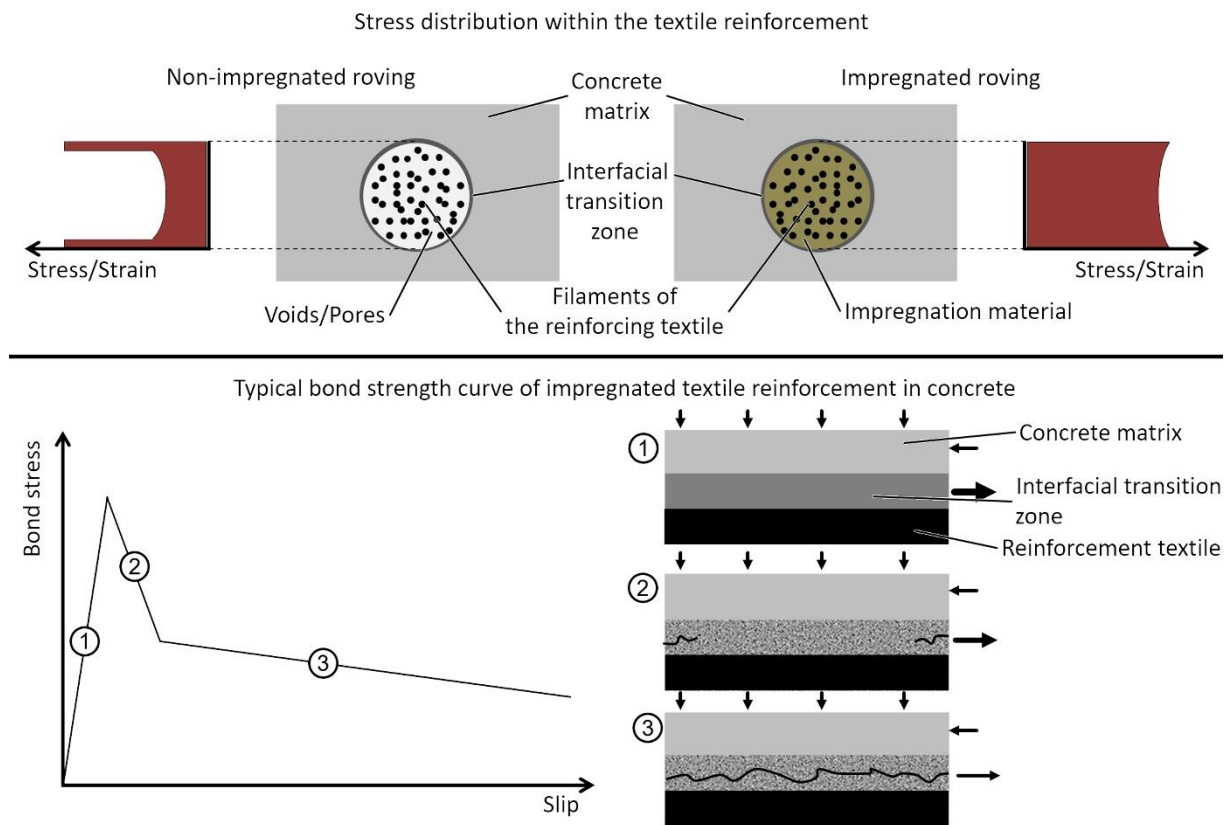 Stress distribution within the textile reinforcement
Non-impregnated roving
Concrete
matrix
Impregnated roving
Interfacial
transition
zone
Stress/Strain
Stress/Strain
Voids/Pores
Filaments of
the reinforcing textile
Impregnation material
Typical bond strength curve of impregnated textile reinforcement in concrete
Bond stress
1
2
3
Slip
1
Concrete matrix
Interfacial transition
zone
Reinforcement textile
2
3